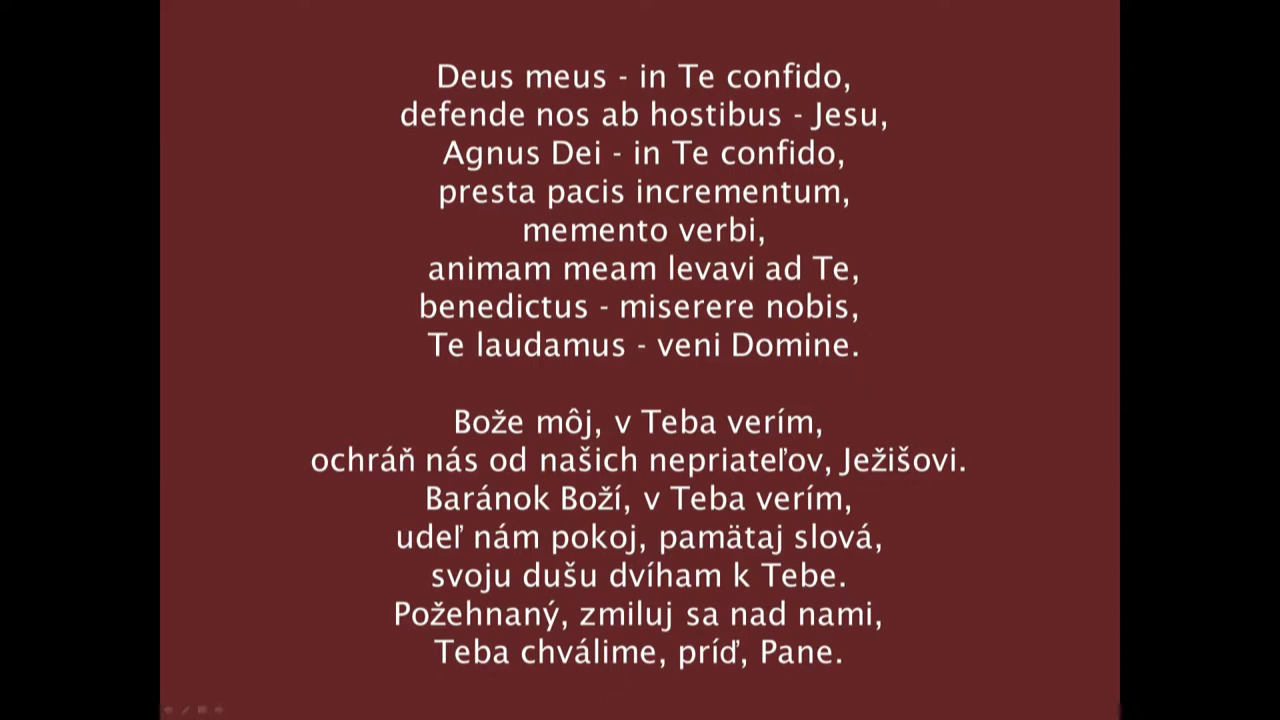 Deus meus - in Te confido,
defende nos ab hostibus - Jesu,
Agnus Dei - in Te confido,
presta pacis incrementum,
memento verbi,
animam meam levavi ad Te,
benedictus - miserere nobis,
Te laudamus - veni Domine.
Bože môj, v Teba verím,
ochráň nás od našich nepriateľov, Ježišovi.
Baránok Boží, v Teba verím,
udeľ nám pokoj, pamätaj slová,
svoju dušu dvíham k Tebe.
Požehnaný, zmiluj sa nad nami,
Teba chválime, príď, Pane.